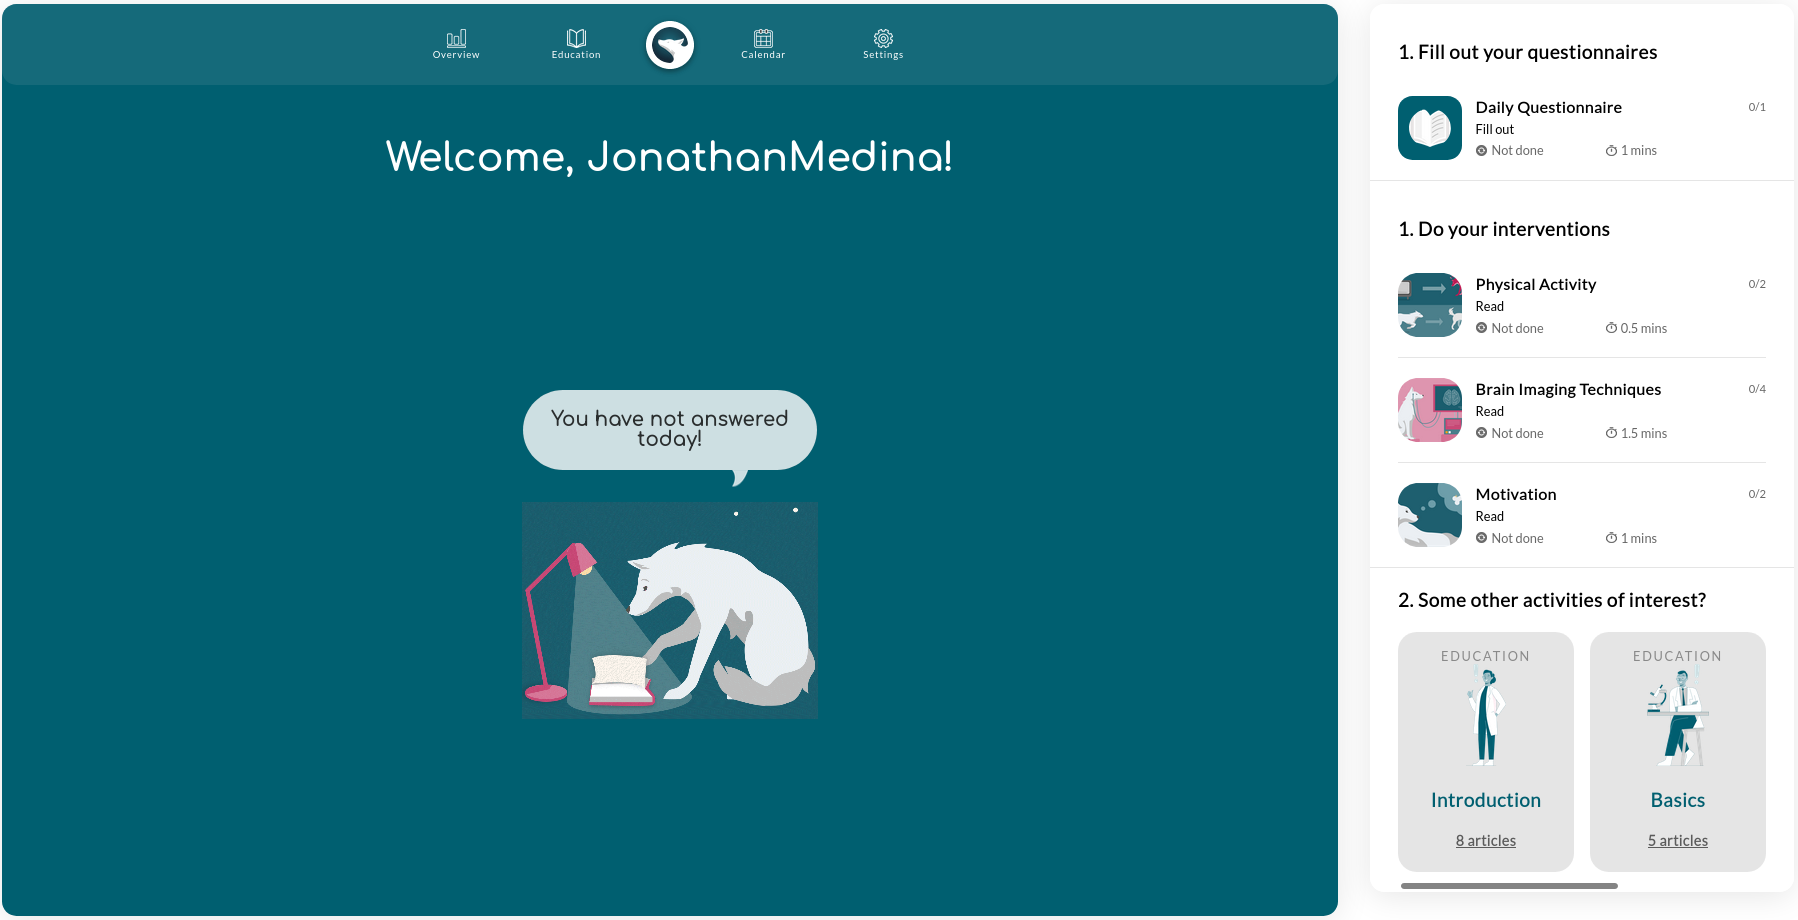 Overview
Education
Calendar
Settings
Welcome, JonathanMedina!
You have not answered
today!
1. Fill out your questionnaires
Daily Questionnaire 0/1
Fill out
Not done 1 mins
1. Do your interventions
Physical Activity 0/2
Read
Not done 0.5 mins
Brain Imaging Techniques 0/4
Read
Not done 1.5 mins
Motivation 0/2
Read
Not done 1 mins
2. Some other activities of interest?
EDUCATION
Introduction
8 articles
EDUCATION
Basics
5 articles